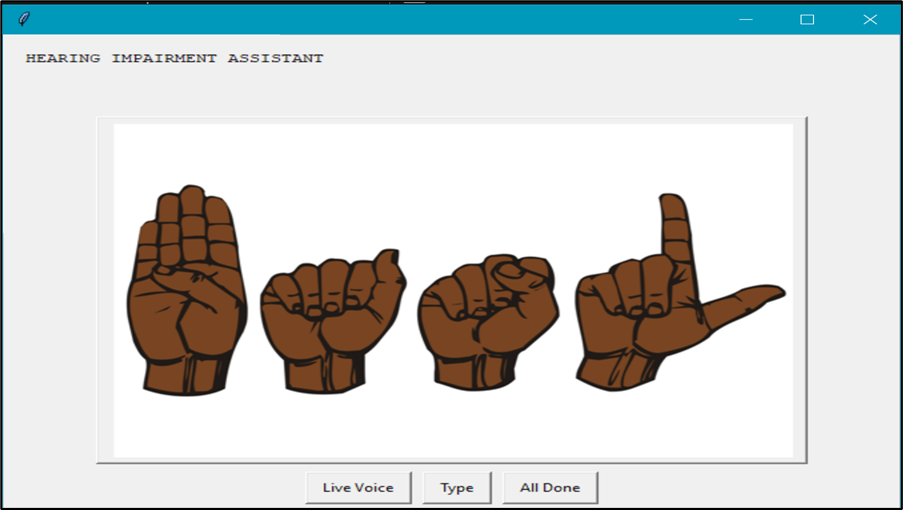 HEARING IMPAIRMENT ASSISTANT
Live Voice
Type
All Done